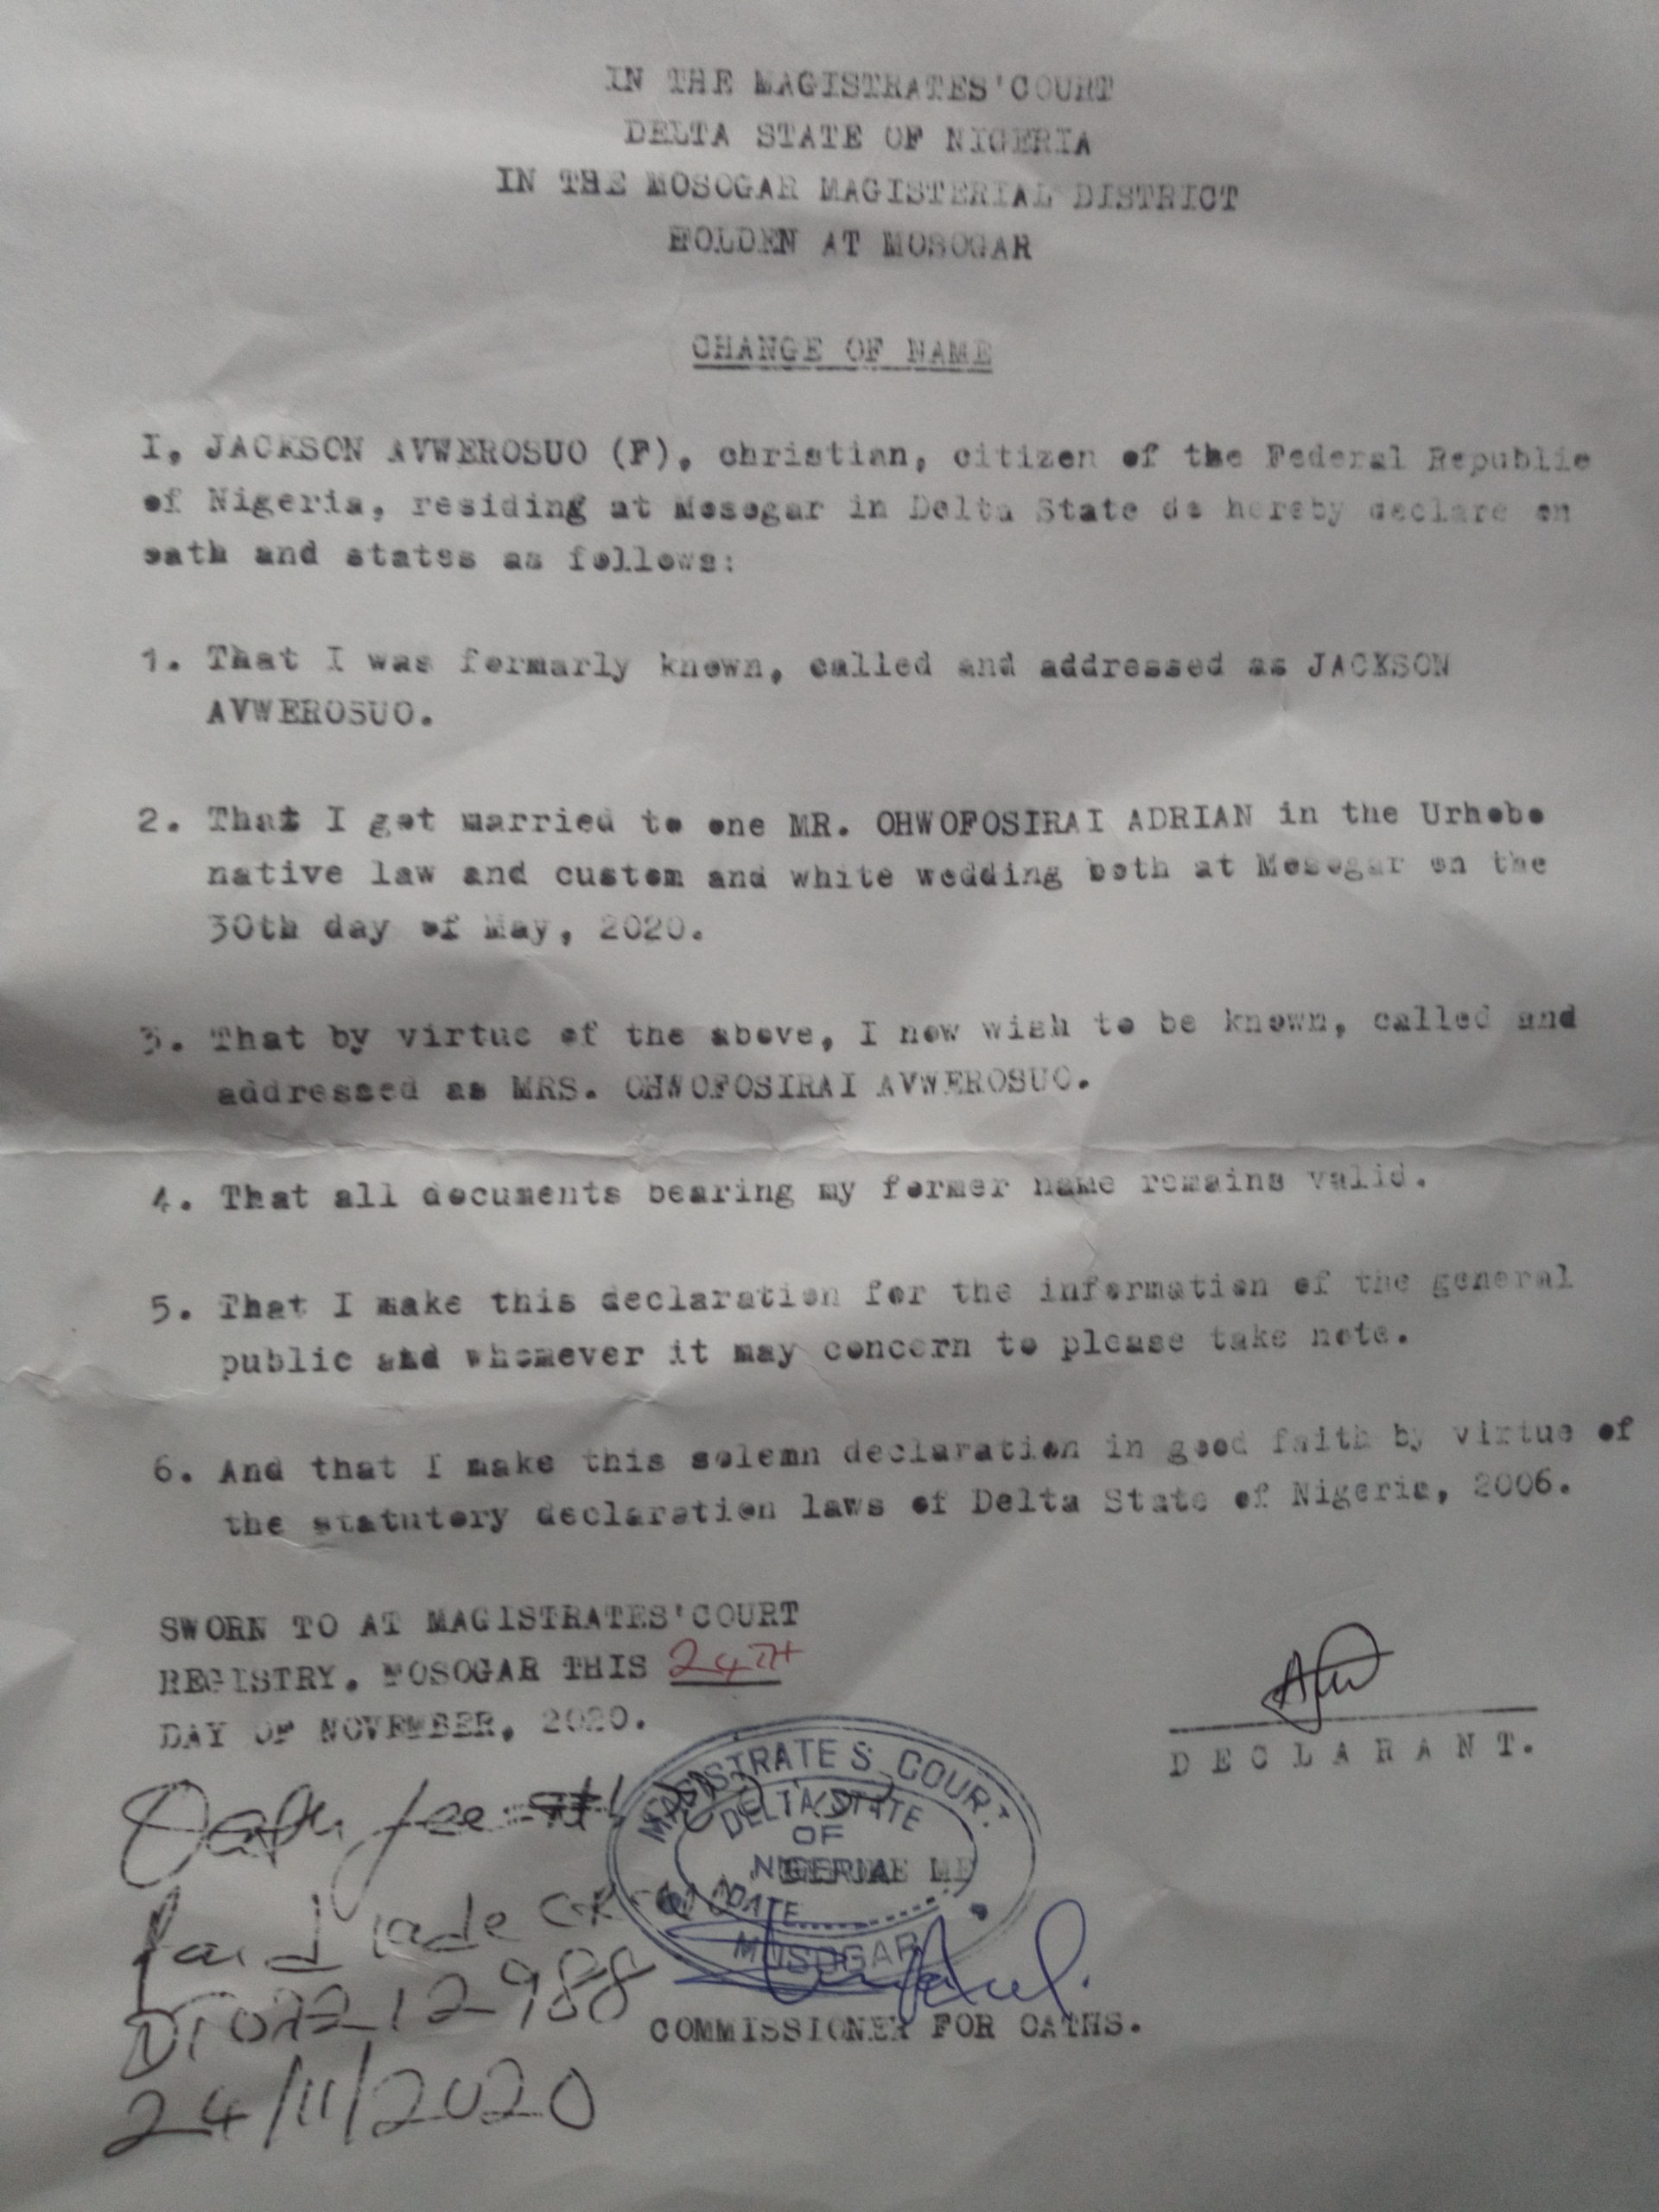 IN THE MAGISTRATES'COURT
DELTA STATE OF NIGERIA
IN THE MOSOGAR MAGISTERIAL DISTRICT
HOLDEN AT MOSOGAR
CHANGE OF NAME
I, JACKSON AVWEROSUO (F), christian, citizen of the Federal Republic
of Nigeria, residing at Mosogar in Delta State do hereby declare on
oath and states as follows:
1. That I was formarly known, called and addressed as JACKSON
AVWEROSUO.
2. That I got married to one MR. OHWOFOSIRAI ADRIAN in the Urhobo
native law and custom and white wedding both at Mosogar on the
30th day of May, 2020.
3. That by virtue of the above, I now wish to be known, called and
addressed as MRS. OHWOFOSIRAI AVWEROSUO.
4. That all documents bearing my former name remains valid.
5. That I make this declaration for the information of the general
public and whomever it may concern to please take note.
6. And that I make this solemn declaration in good faith by virtue of
the statutory declaration laws of Delta State of Nigeria, 2006.
SWORN TO AT MAGISTRATES'COURT
REGISTRY, MOSOGAR THIS 24TH
DAY OF NOVEMBER, 2020.
DECLARANT.
MAGISTRATES COURT
DELTA STATE
OF
NIGERIA
DATE
MOSOGAR
Oath fee
Paid
24/11/2020
COMMISSIONER FOR OATHS.